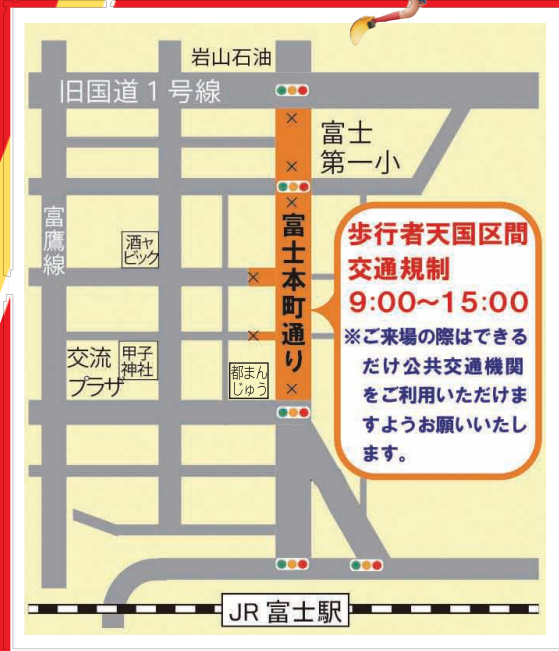 岩山石油
旧国道1号線
富士
第一小
富鷹線
酒ャ
ビック
富士本町通り
歩行者天国区間
交通規制
9:00〜15:00
※ご来場の際はできる
だけ公共交通機関
をご利用いただけま
すようお願いいたし
ます。
交流
プラザ
甲子
神社
都まん
じゅう
JR 富士駅